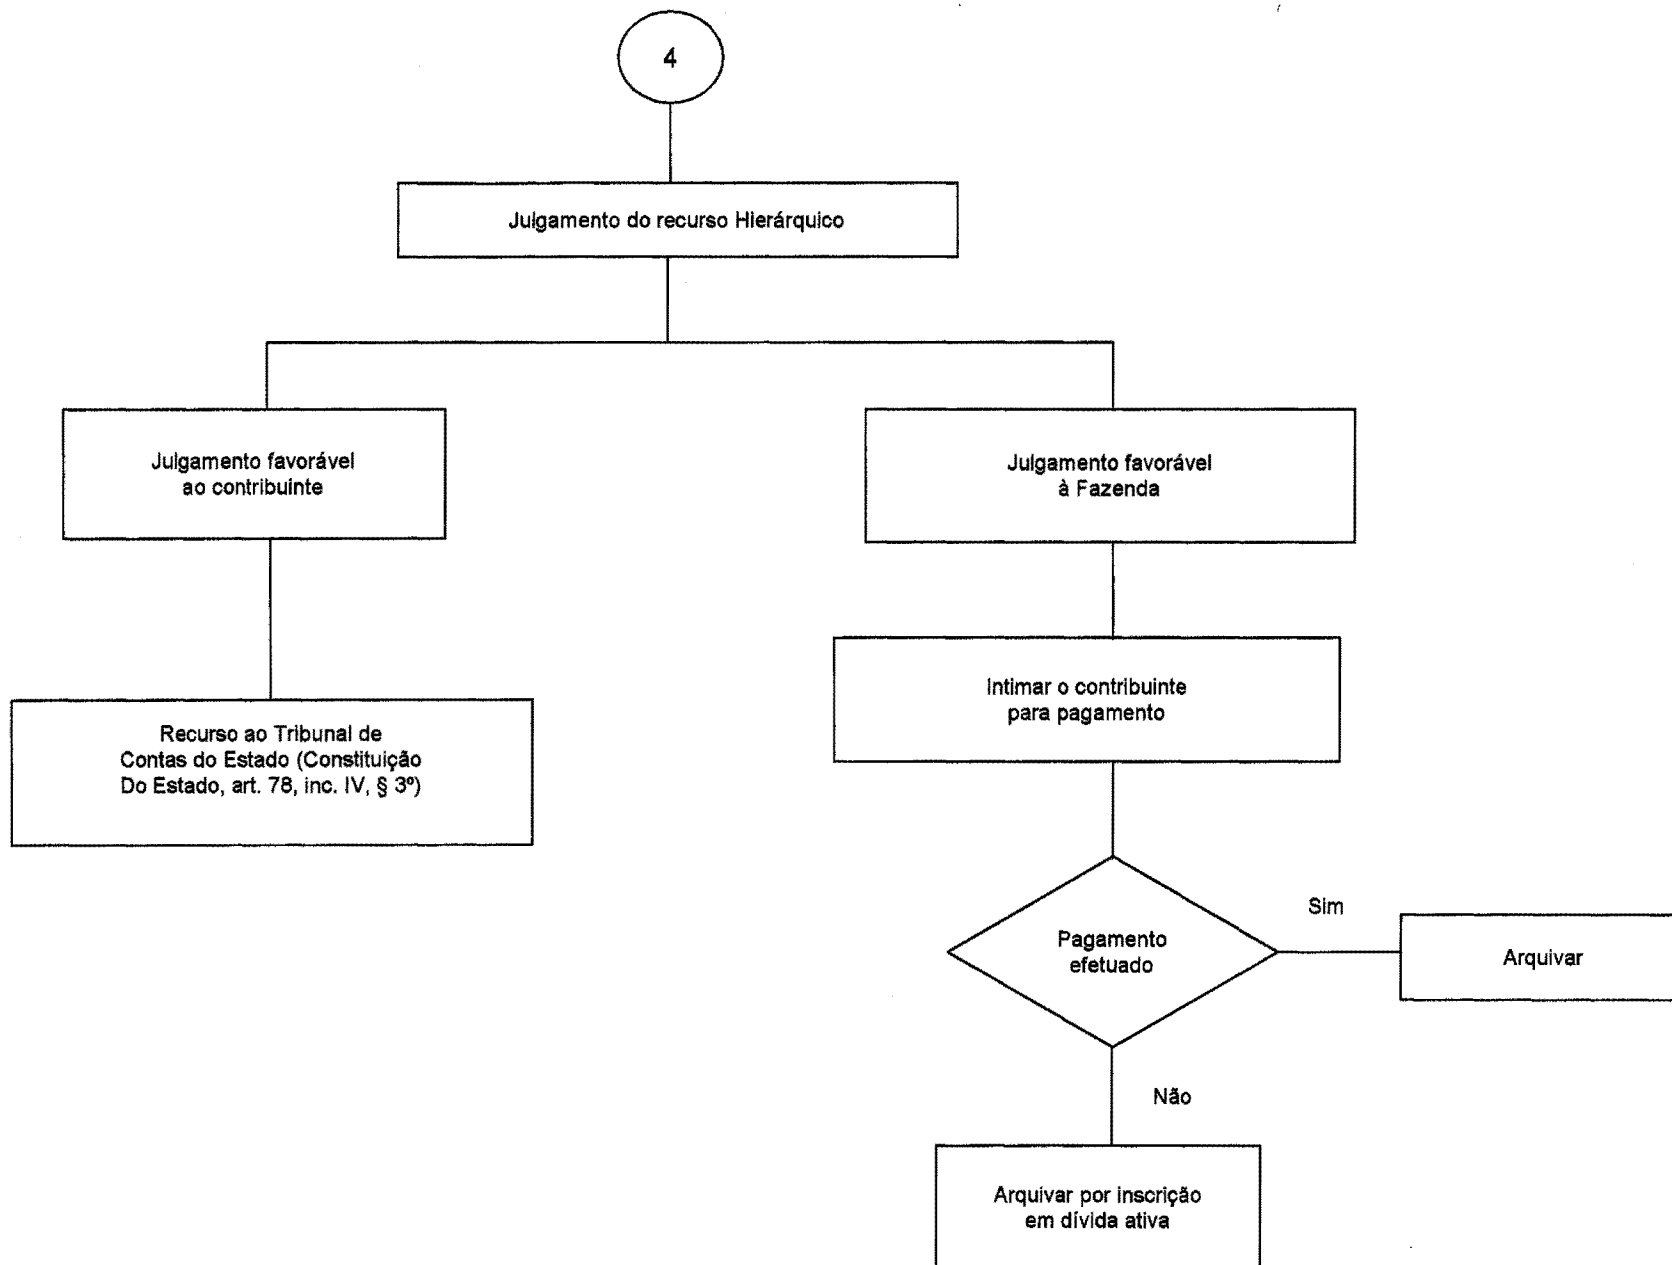 4
Julgamento do recurso Hierárquico
Julgamento favorável
ao contribuinte
Julgamento favorável
à Fazenda
Intimar o contribuinte
para pagamento
Recurso ao Tribunal de
Contas do Estado (Constituição
Do Estado, art. 78, inc. IV, § 3º)
Pagamento
efetuado
Sim
Arquivar
Não
Arquivar por inscrição
em dívida ativa